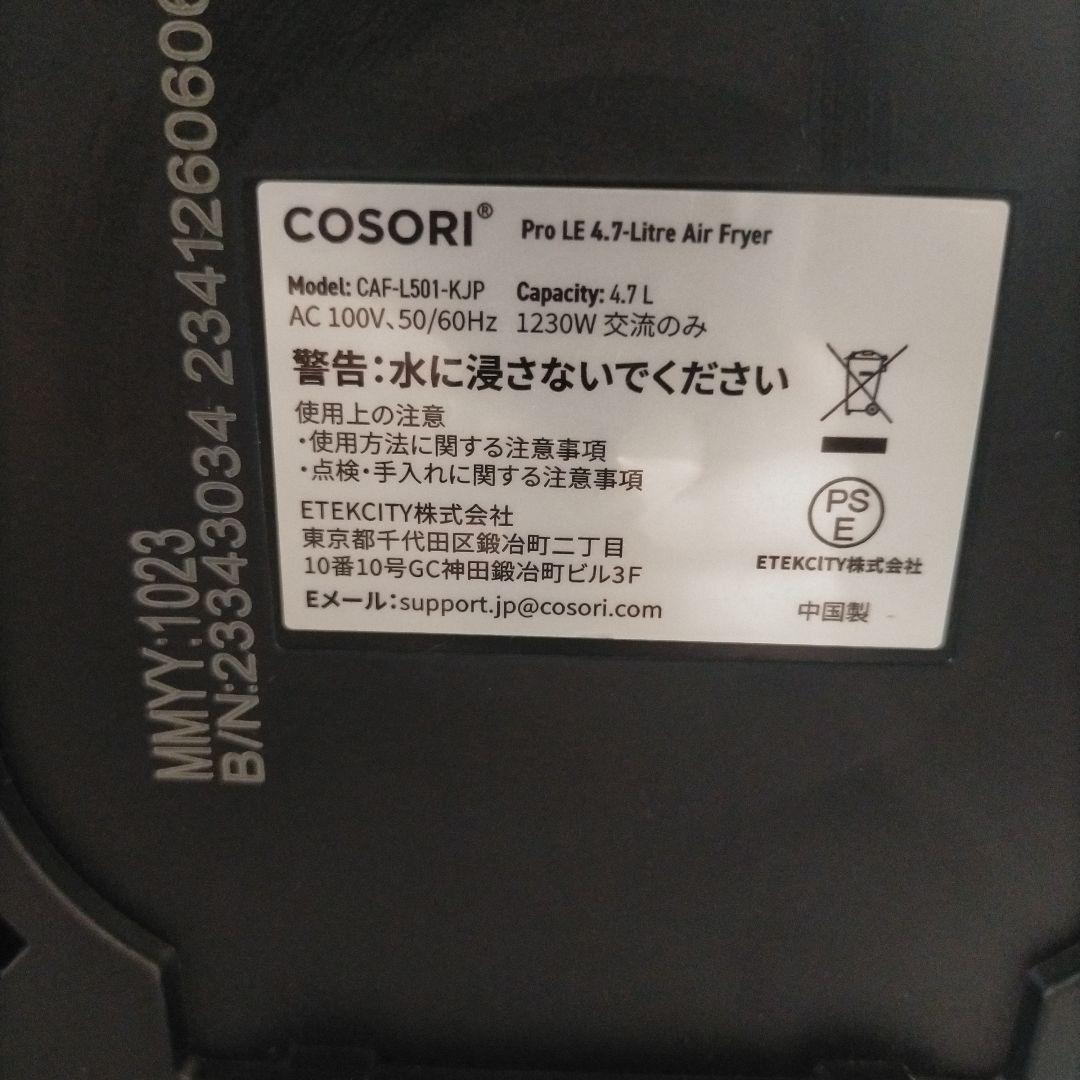 COSORI® Pro LE 4.7-Litre Air Fryer
Model: CAF-L501-KJP Capacity: 4.7 L
AC 100V、50/60Hz 1230W 交流のみ
警告：水に浸さないでください
使用上の注意
・使用方法に関する注意事項
・点検・手入れに関する注意事項
ETEKCITY株式会社
東京都千代田区鍛冶町二丁目
10番10号GC神田鍛冶町ビル3F
Eメール：support.jp@cosori.com
PS
E
ETEKCITY株式会社
中国製
MMYY:1023
B/N:23343034 2341260606